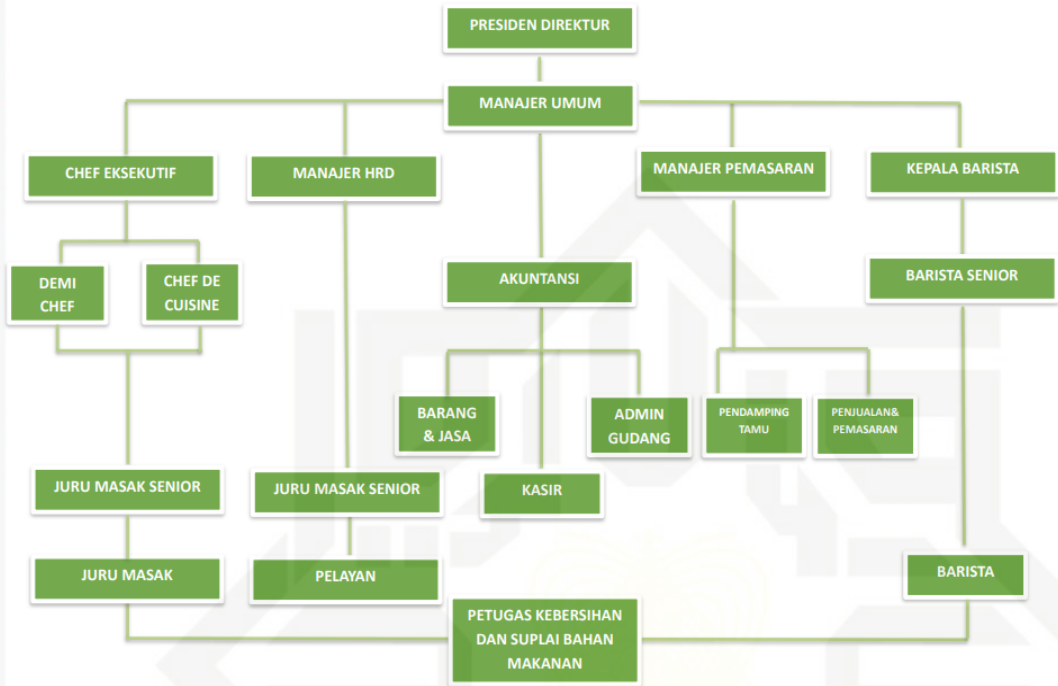 PRESIDEN DIREKTUR
MANAJER UMUM
CHEF EKSEKUTIF
MANAJER HRD
MANAJER PEMASARAN
KEPALA BARISTA
DEMI
CHEF
CHEF DE
CUISINE
AKUNTANSI
BARISTA SENIOR
BARANG
& JASA
ADMIN
GUDANG
PENDAMPING
TAMU
PENJUALAN&
PEMASARAN
JURU MASAK SENIOR
JURU MASAK SENIOR
KASIR
JURU MASAK
PELAYAN
BARISTA
PETUGAS KEBERSIHAN
DAN SUPLAI BAHAN
MAKANAN